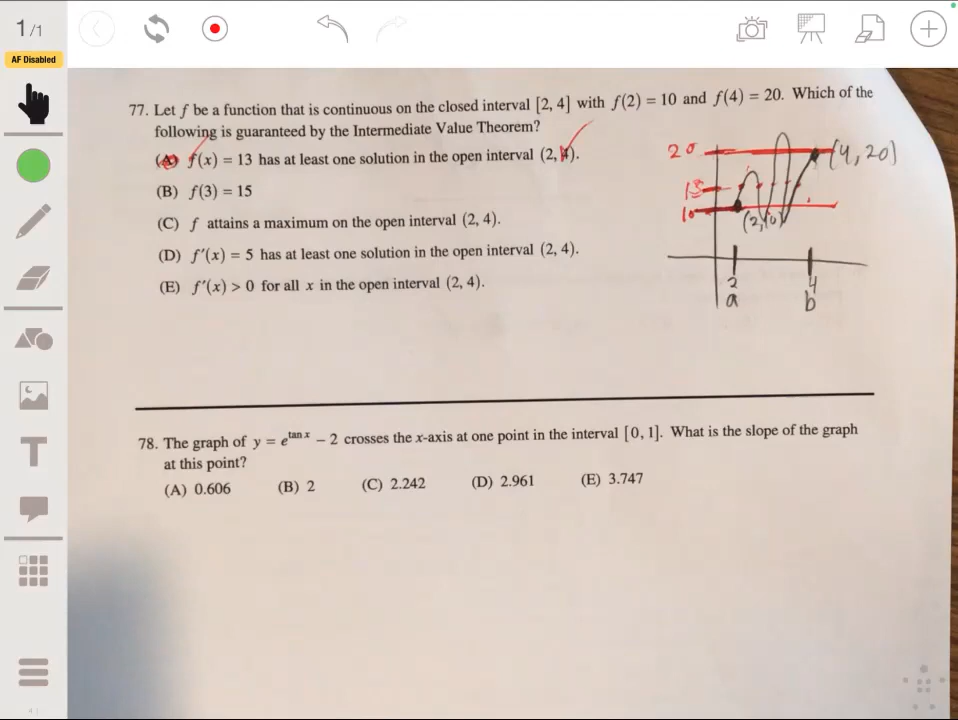 1/1
AF Disabled
77. Let f be a function that is continuous on the closed interval [2, 4] with f(2) = 10 and f(4) = 20. Which of the
following is guaranteed by the Intermediate Value Theorem?
(A) f(x) = 13 has at least one solution in the open interval (2, 4).
(B) f(3) = 15
(C) f attains a maximum on the open interval (2, 4).
(D) f′(x) = 5 has at least one solution in the open interval (2, 4).
(E) f′(x) > 0 for all x in the open interval (2, 4).
20
(4, 20)
10
(2,10)
2
4
a
b
78. The graph of y = e^tan x − 2 crosses the x-axis at one point in the interval [0, 1]. What is the slope of the graph
at this point?
(A) 0.606 (B) 2 (C) 2.242 (D) 2.961 (E) 3.747
T